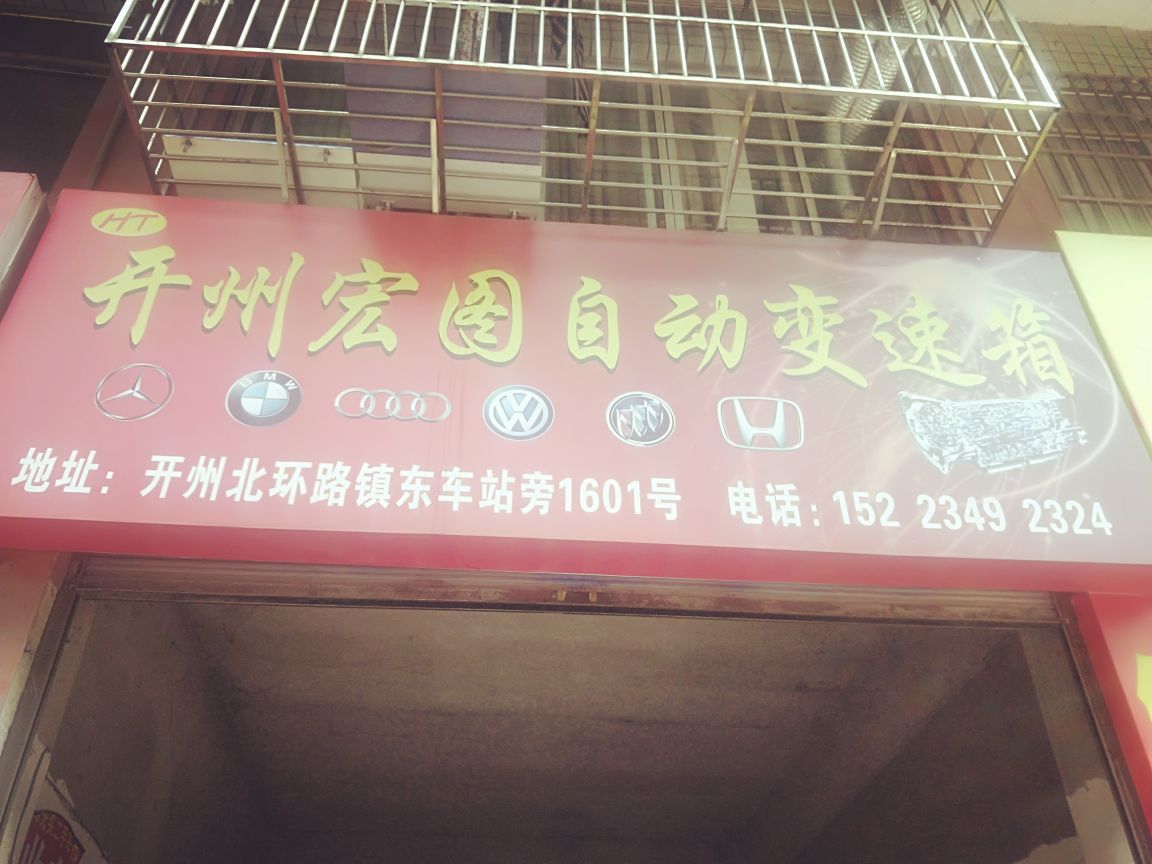 HT
开州宏图自动变速箱
BMW
地址：开州北环路镇东车站旁1601号 电话：152 2349 2324